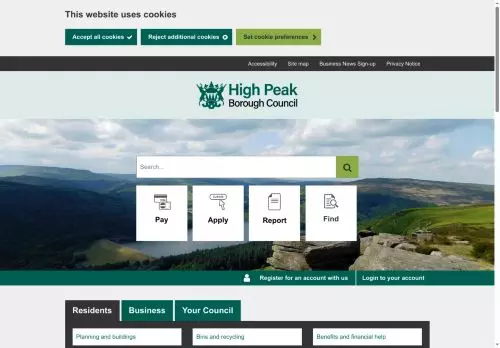 This website uses cookies
Accept all cookies
Reject additional cookies
Set cookie preferences
Accessibility
Site map
Business News Sign-up
Privacy Notice
High Peak
Borough Council
Search...
Pay
Apply
Report
Find
Register for an account with us
Login to your account
Residents
Business
Your Council
Planning and buildings
Bins and recycling
Benefits and financial help